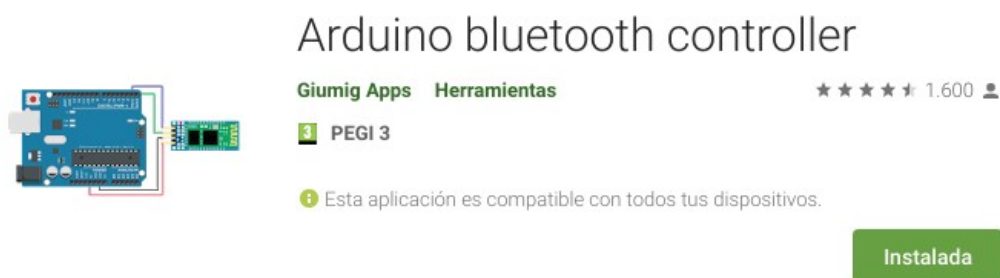 Arduino bluetooth controller
Giumig Apps Herramientas 1.600
3 PEGI 3
Esta aplicación es compatible con todos tus dispositivos.
Instalada